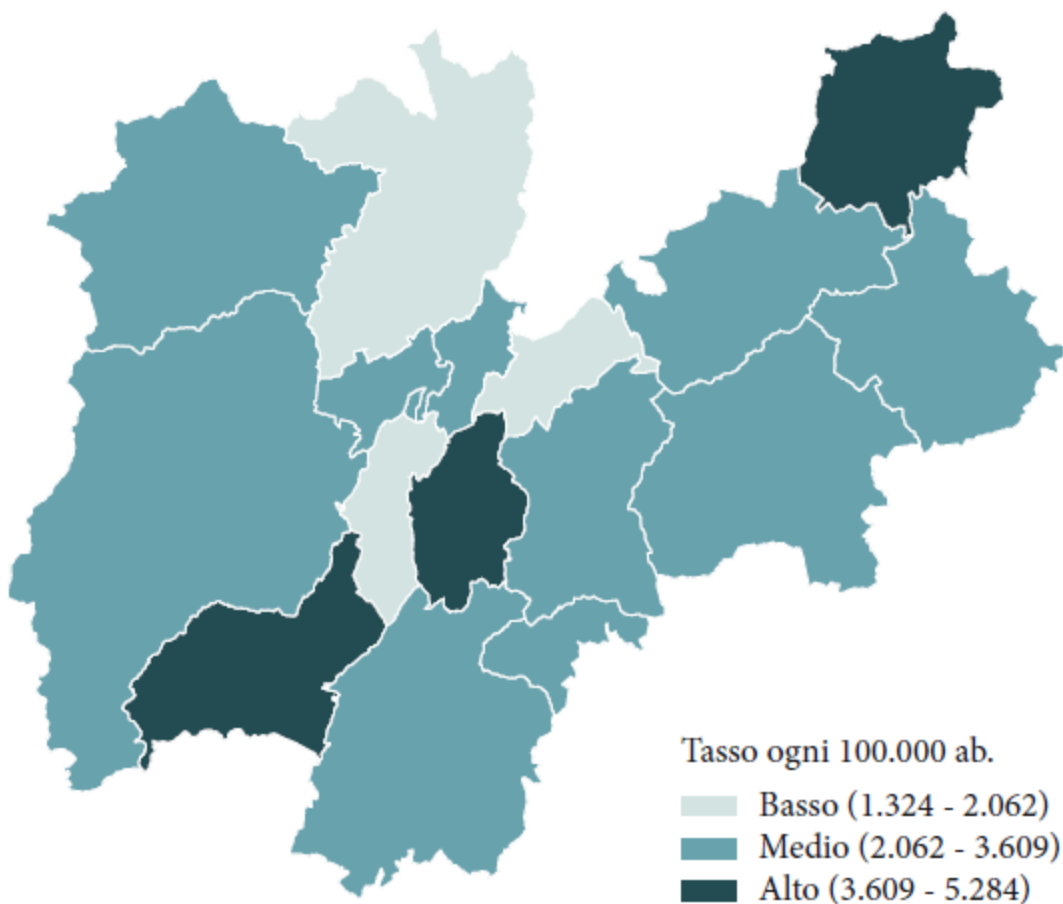 Tasso ogni 100.000 ab.
Basso (1.324 - 2.062)
Medio (2.062 - 3.609)
Alto (3.609 - 5.284)